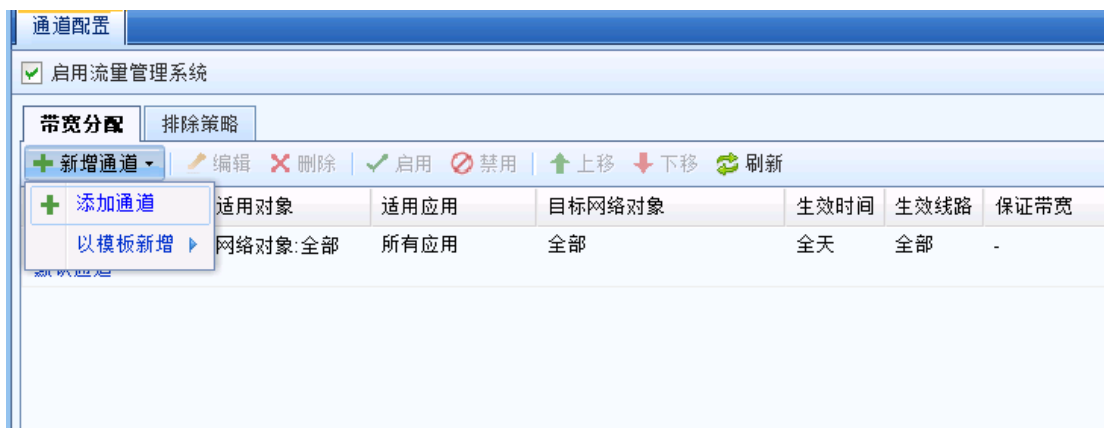 通道配置
启用流量管理系统
带宽分配 排除策略
新增通道 编辑 删除 启用 禁用 上移 下移 刷新
添加通道 适用对象 适用应用 目标网络对象 生效时间 生效线路 保证带宽
以模板新增 网络对象:全部 所有应用 全部 全天 全部 -
默认通道